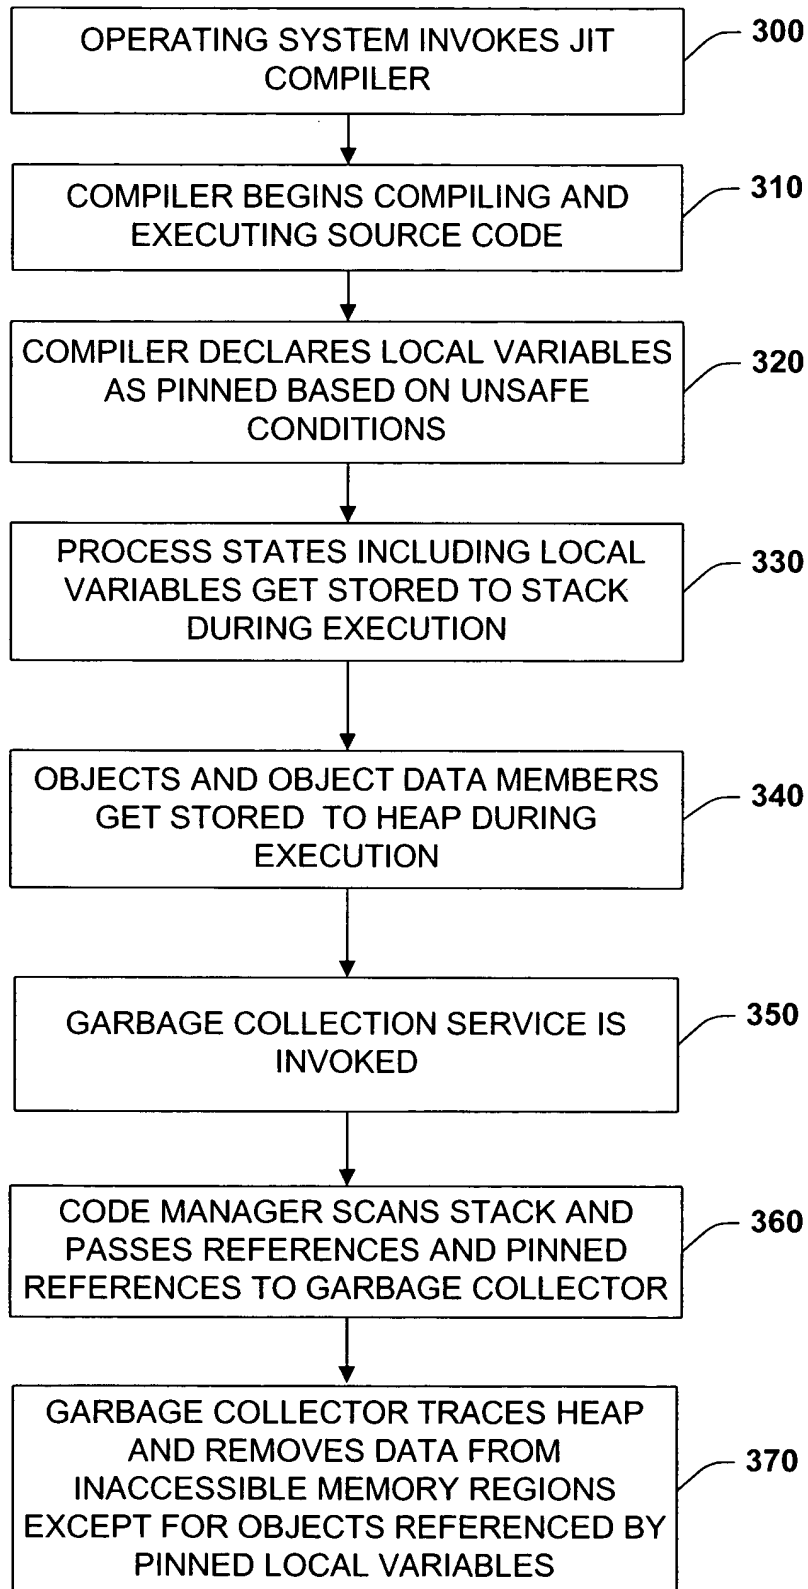 OPERATING SYSTEM INVOKES JIT
COMPILER
300
COMPILER BEGINS COMPILING AND
EXECUTING SOURCE CODE
310
COMPILER DECLARES LOCAL VARIABLES
AS PINNED BASED ON UNSAFE
CONDITIONS
320
PROCESS STATES INCLUDING LOCAL
VARIABLES GET STORED TO STACK
DURING EXECUTION
330
OBJECTS AND OBJECT DATA MEMBERS
GET STORED TO HEAP DURING
EXECUTION
340
GARBAGE COLLECTION SERVICE IS
INVOKED
350
CODE MANAGER SCANS STACK AND
PASSES REFERENCES AND PINNED
REFERENCES TO GARBAGE COLLECTOR
360
GARBAGE COLLECTOR TRACES HEAP
AND REMOVES DATA FROM
INACCESSIBLE MEMORY REGIONS
EXCEPT FOR OBJECTS REFERENCED BY
PINNED LOCAL VARIABLES
370